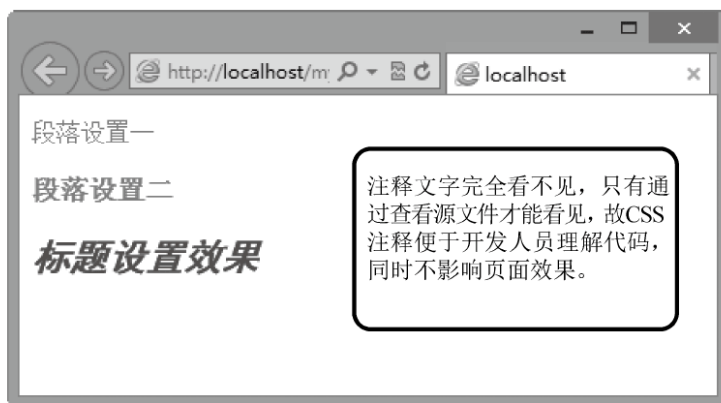 http://localhost/m
localhost
段落设置一
段落设置二
标题设置效果
注释文字完全看不见，只有通
过查看源文件才能看见，故CSS
注释便于开发人员理解代码，
同时不影响页面效果。